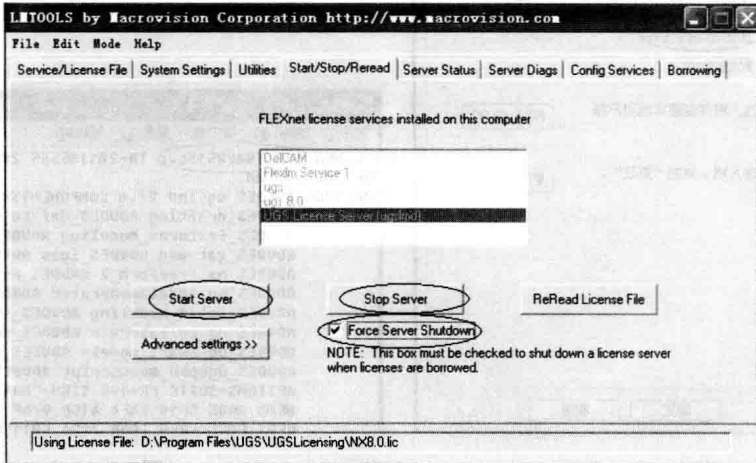 LMTOOLS by Macrovision Corporation http://www.macrovision.com
File Edit Mode Help
Service/License File | System Settings | Utilities | Start/Stop/Reread | Server Status | Server Diags | Config Services | Borrowing
FLEXnet license services installed on this computer
DelCAM
Flexlm Service 1
ugs
ugs 8.0
UGS License Server (ugslmd)
Start Server
Stop Server
ReRead License File
Force Server Shutdown
Advanced settings >>
NOTE: This box must be checked to shut down a license server
when licenses are borrowed.
Using License File: D:\Program Files\UGS\UGSLicensing\NX8.0.lic